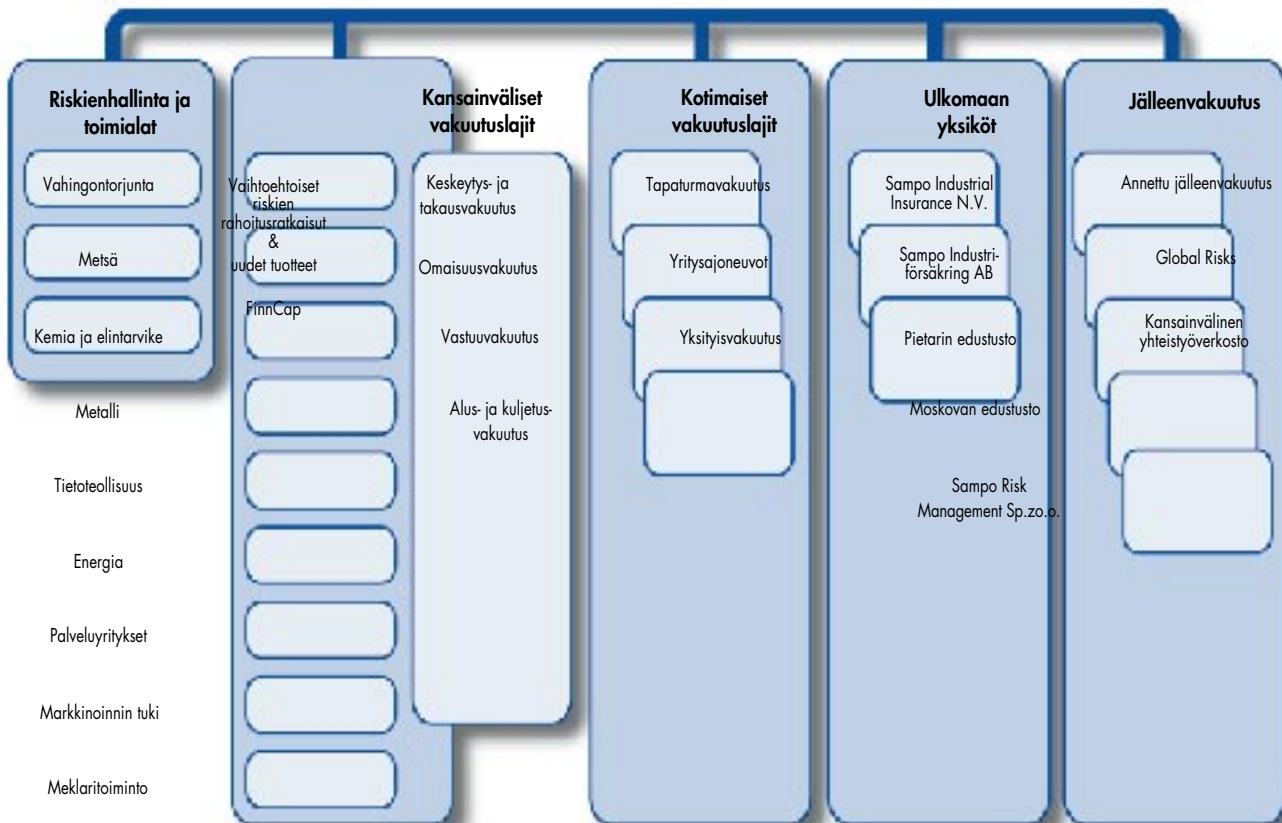 Riskienhallinta ja
toimialat
Vahingontorjunta
Metsä
Kemia ja elintarvike
Metalli
Tietoteollisuus
Energia
Palveluyritykset
Markkinoinnin tuki
Meklaritoiminto
Vaihtoehtoiset
riskien
rahoitusratkaisut
&
uudet tuotteet
FinnCap
Kansainväliset
vakuutuslajit
Keskeytys- ja
takausvakuutus
Omaisuusvakuutus
Vastuuvakuutus
Alus- ja kuljetus-
vakuutus
Kotimaiset
vakuutuslajit
Tapaturmavakuutus
Yritysajoneuvot
Yksityisvakuutus
Ulkomaan
yksiköt
Sampo Industrial
Insurance N.V.
Sampo Industri-
försäkring AB
Pietarin edustusto
Moskovan edustusto
Sampo Risk
Management Sp.zo.o.
Jälleenvakuutus
Annettu jälleenvakuutus
Global Risks
Kansainvälinen
yhteistyöverkosto